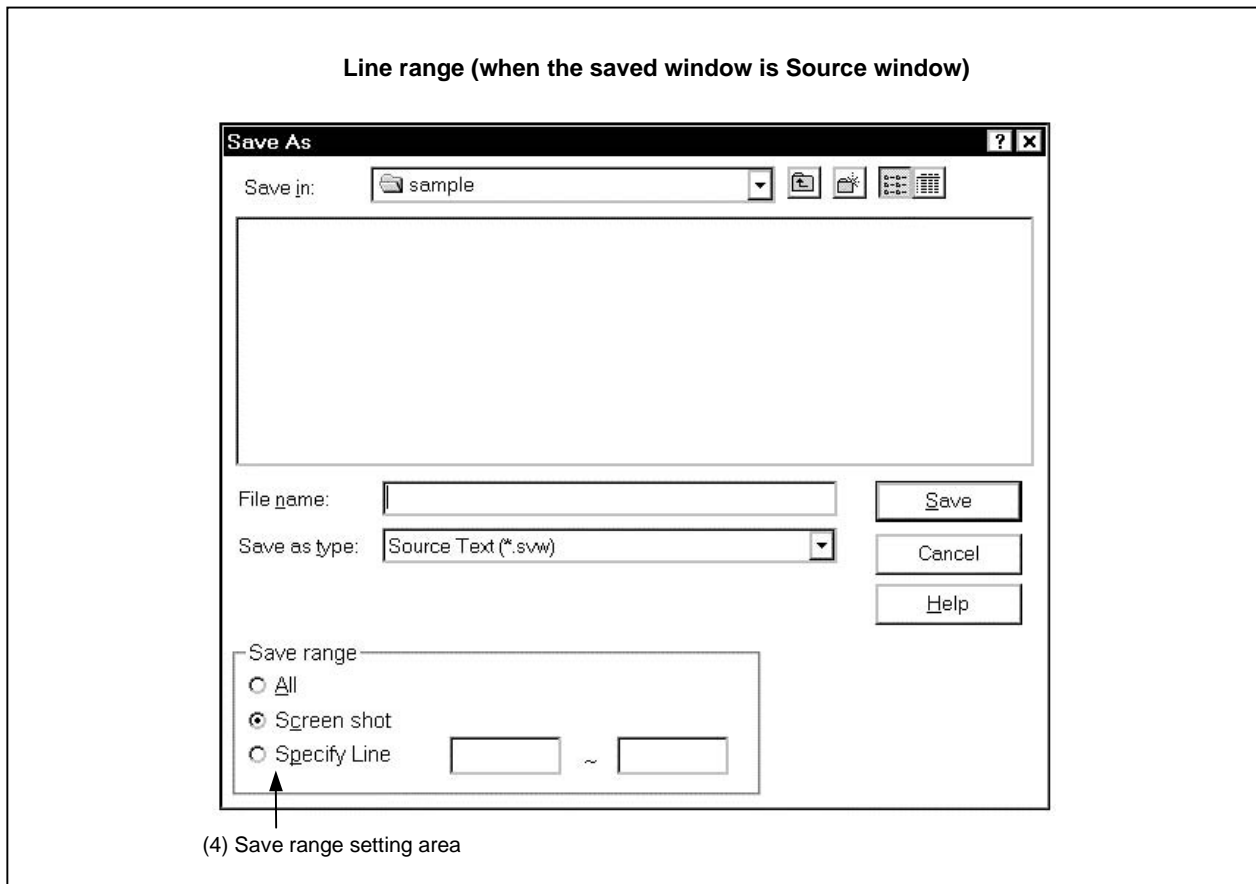 Line range (when the saved window is Source window)
Save As
Save in: sample
File name:
Save
Save as type: Source Text (*.svw)
Cancel
Help
Save range
All
Screen shot
Specify Line ~
(4) Save range setting area